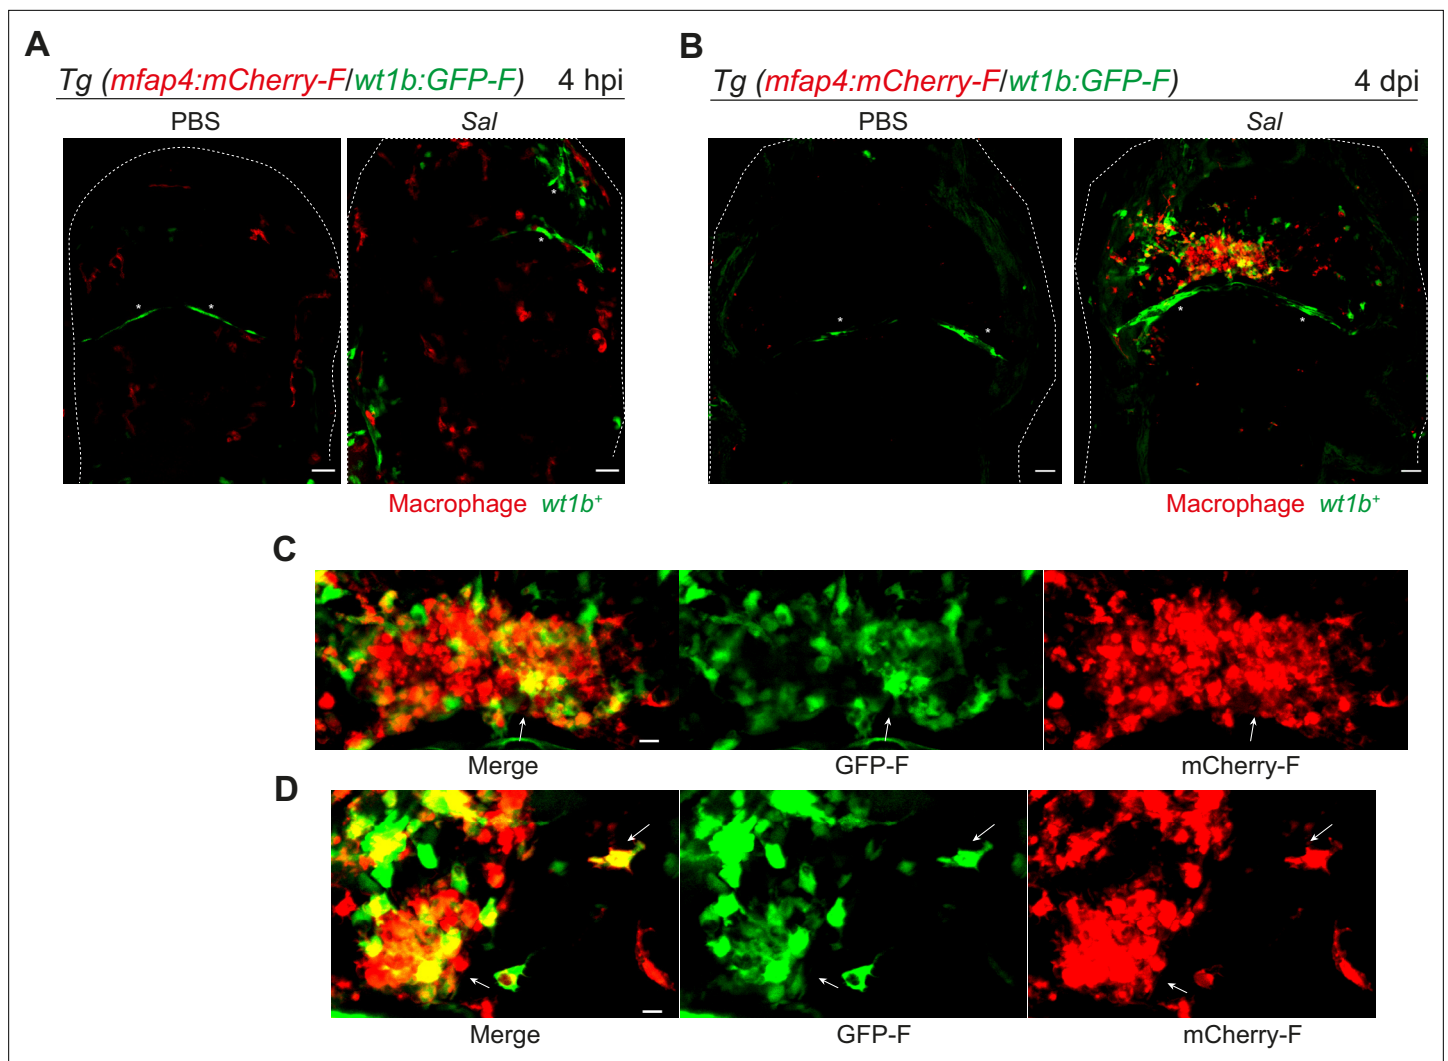 A
Tg (mfap4:mCherry-F/wt1b:GFP-F) 4 hpi
PBS Sal
* * * *
Macrophage wt1b+
B
Tg (mfap4:mCherry-F/wt1b:GFP-F) 4 dpi
PBS Sal
* * * *
Macrophage wt1b+
C
Merge GFP-F mCherry-F
D
Merge GFP-F mCherry-F